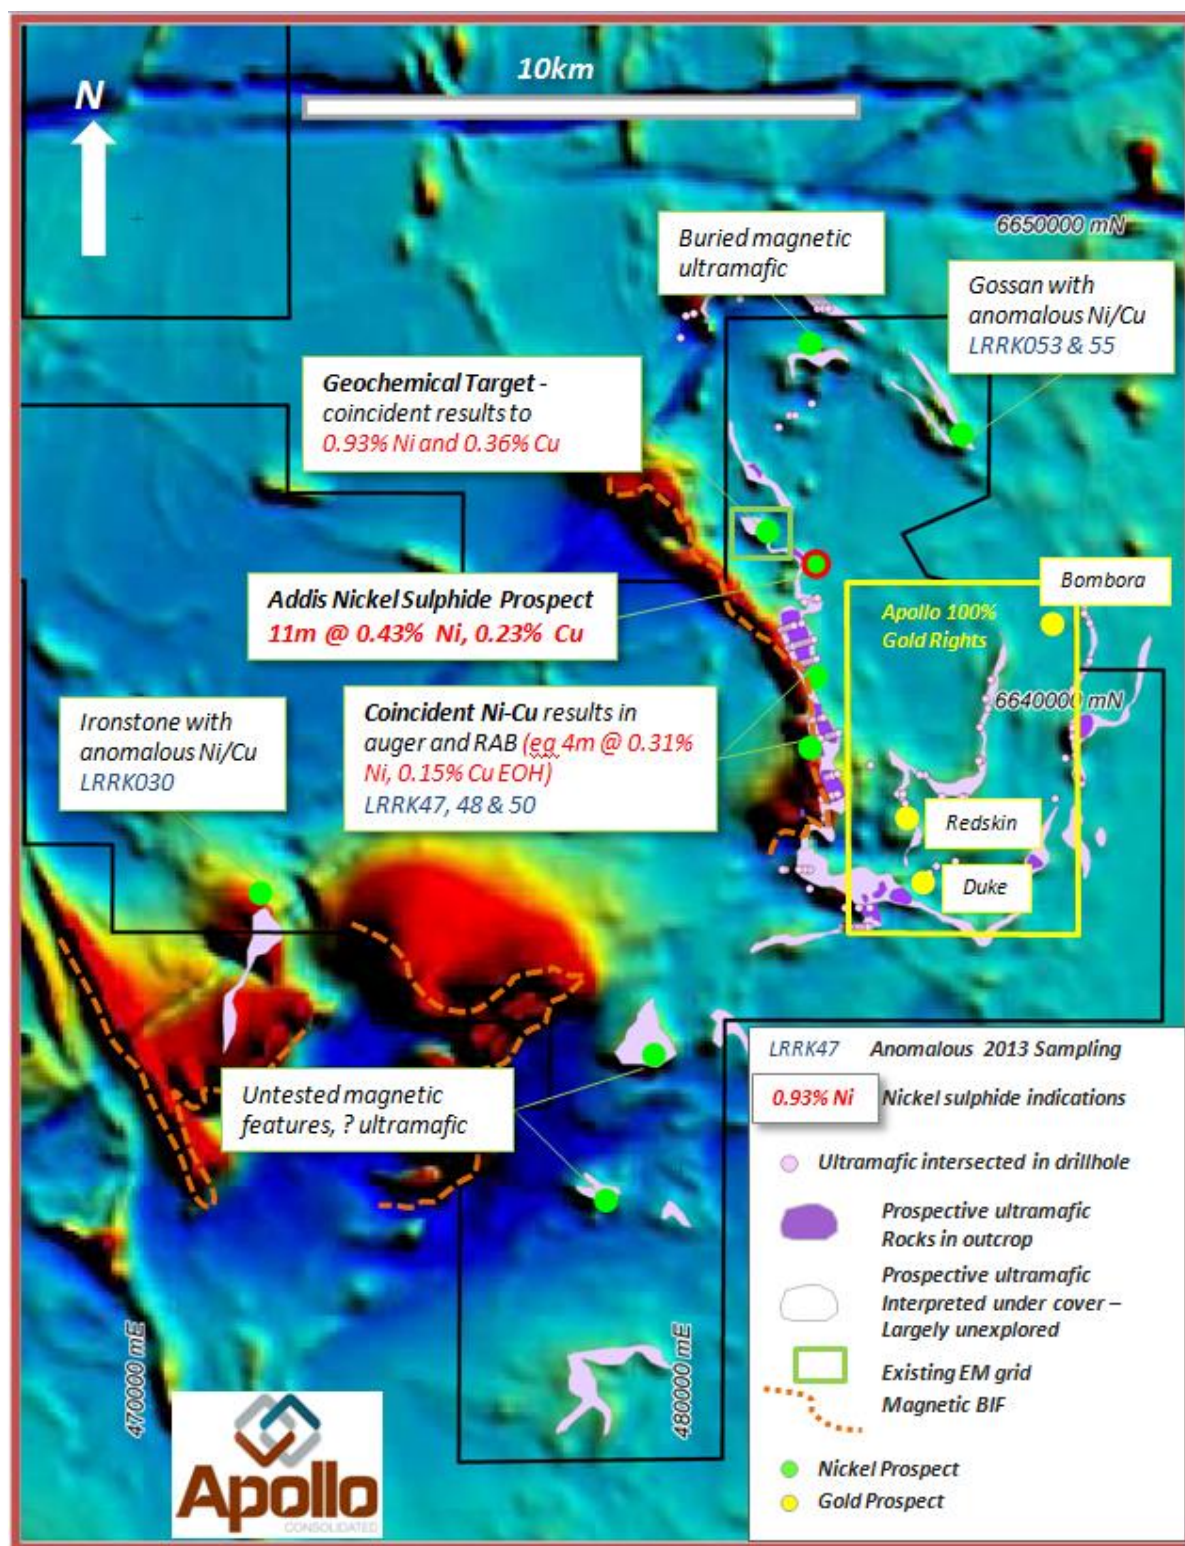 10km
N
6650000 mN
Buried magnetic
ultramafic
Gossan with
anomalous Ni/Cu
LRRK053 & 55
Geochemical Target -
coincident results to
0.93% Ni and 0.36% Cu
Bombora
Addis Nickel Sulphide Prospect
11m @ 0.43% Ni, 0.23% Cu
Apollo 100%
Gold Rights
6640000 mN
Ironstone with
anomalous Ni/Cu
LRRK030
Coincident Ni-Cu results in
auger and RAB (eg 4m @ 0.31%
Ni, 0.15% Cu EOH)
LRRK47, 48 & 50
Redskin
Duke
Untested magnetic
features, ? ultramafic
LRRK47 Anomalous 2013 Sampling
0.93% Ni Nickel sulphide indications
Ultramafic intersected in drillhole
Prospective ultramafic
Rocks in outcrop
Prospective ultramafic
Interpreted under cover –
Largely unexplored
Existing EM grid
Magnetic BIF
Nickel Prospect
Gold Prospect
470000 mE
480000 mE
Apollo
CONSOLIDATED